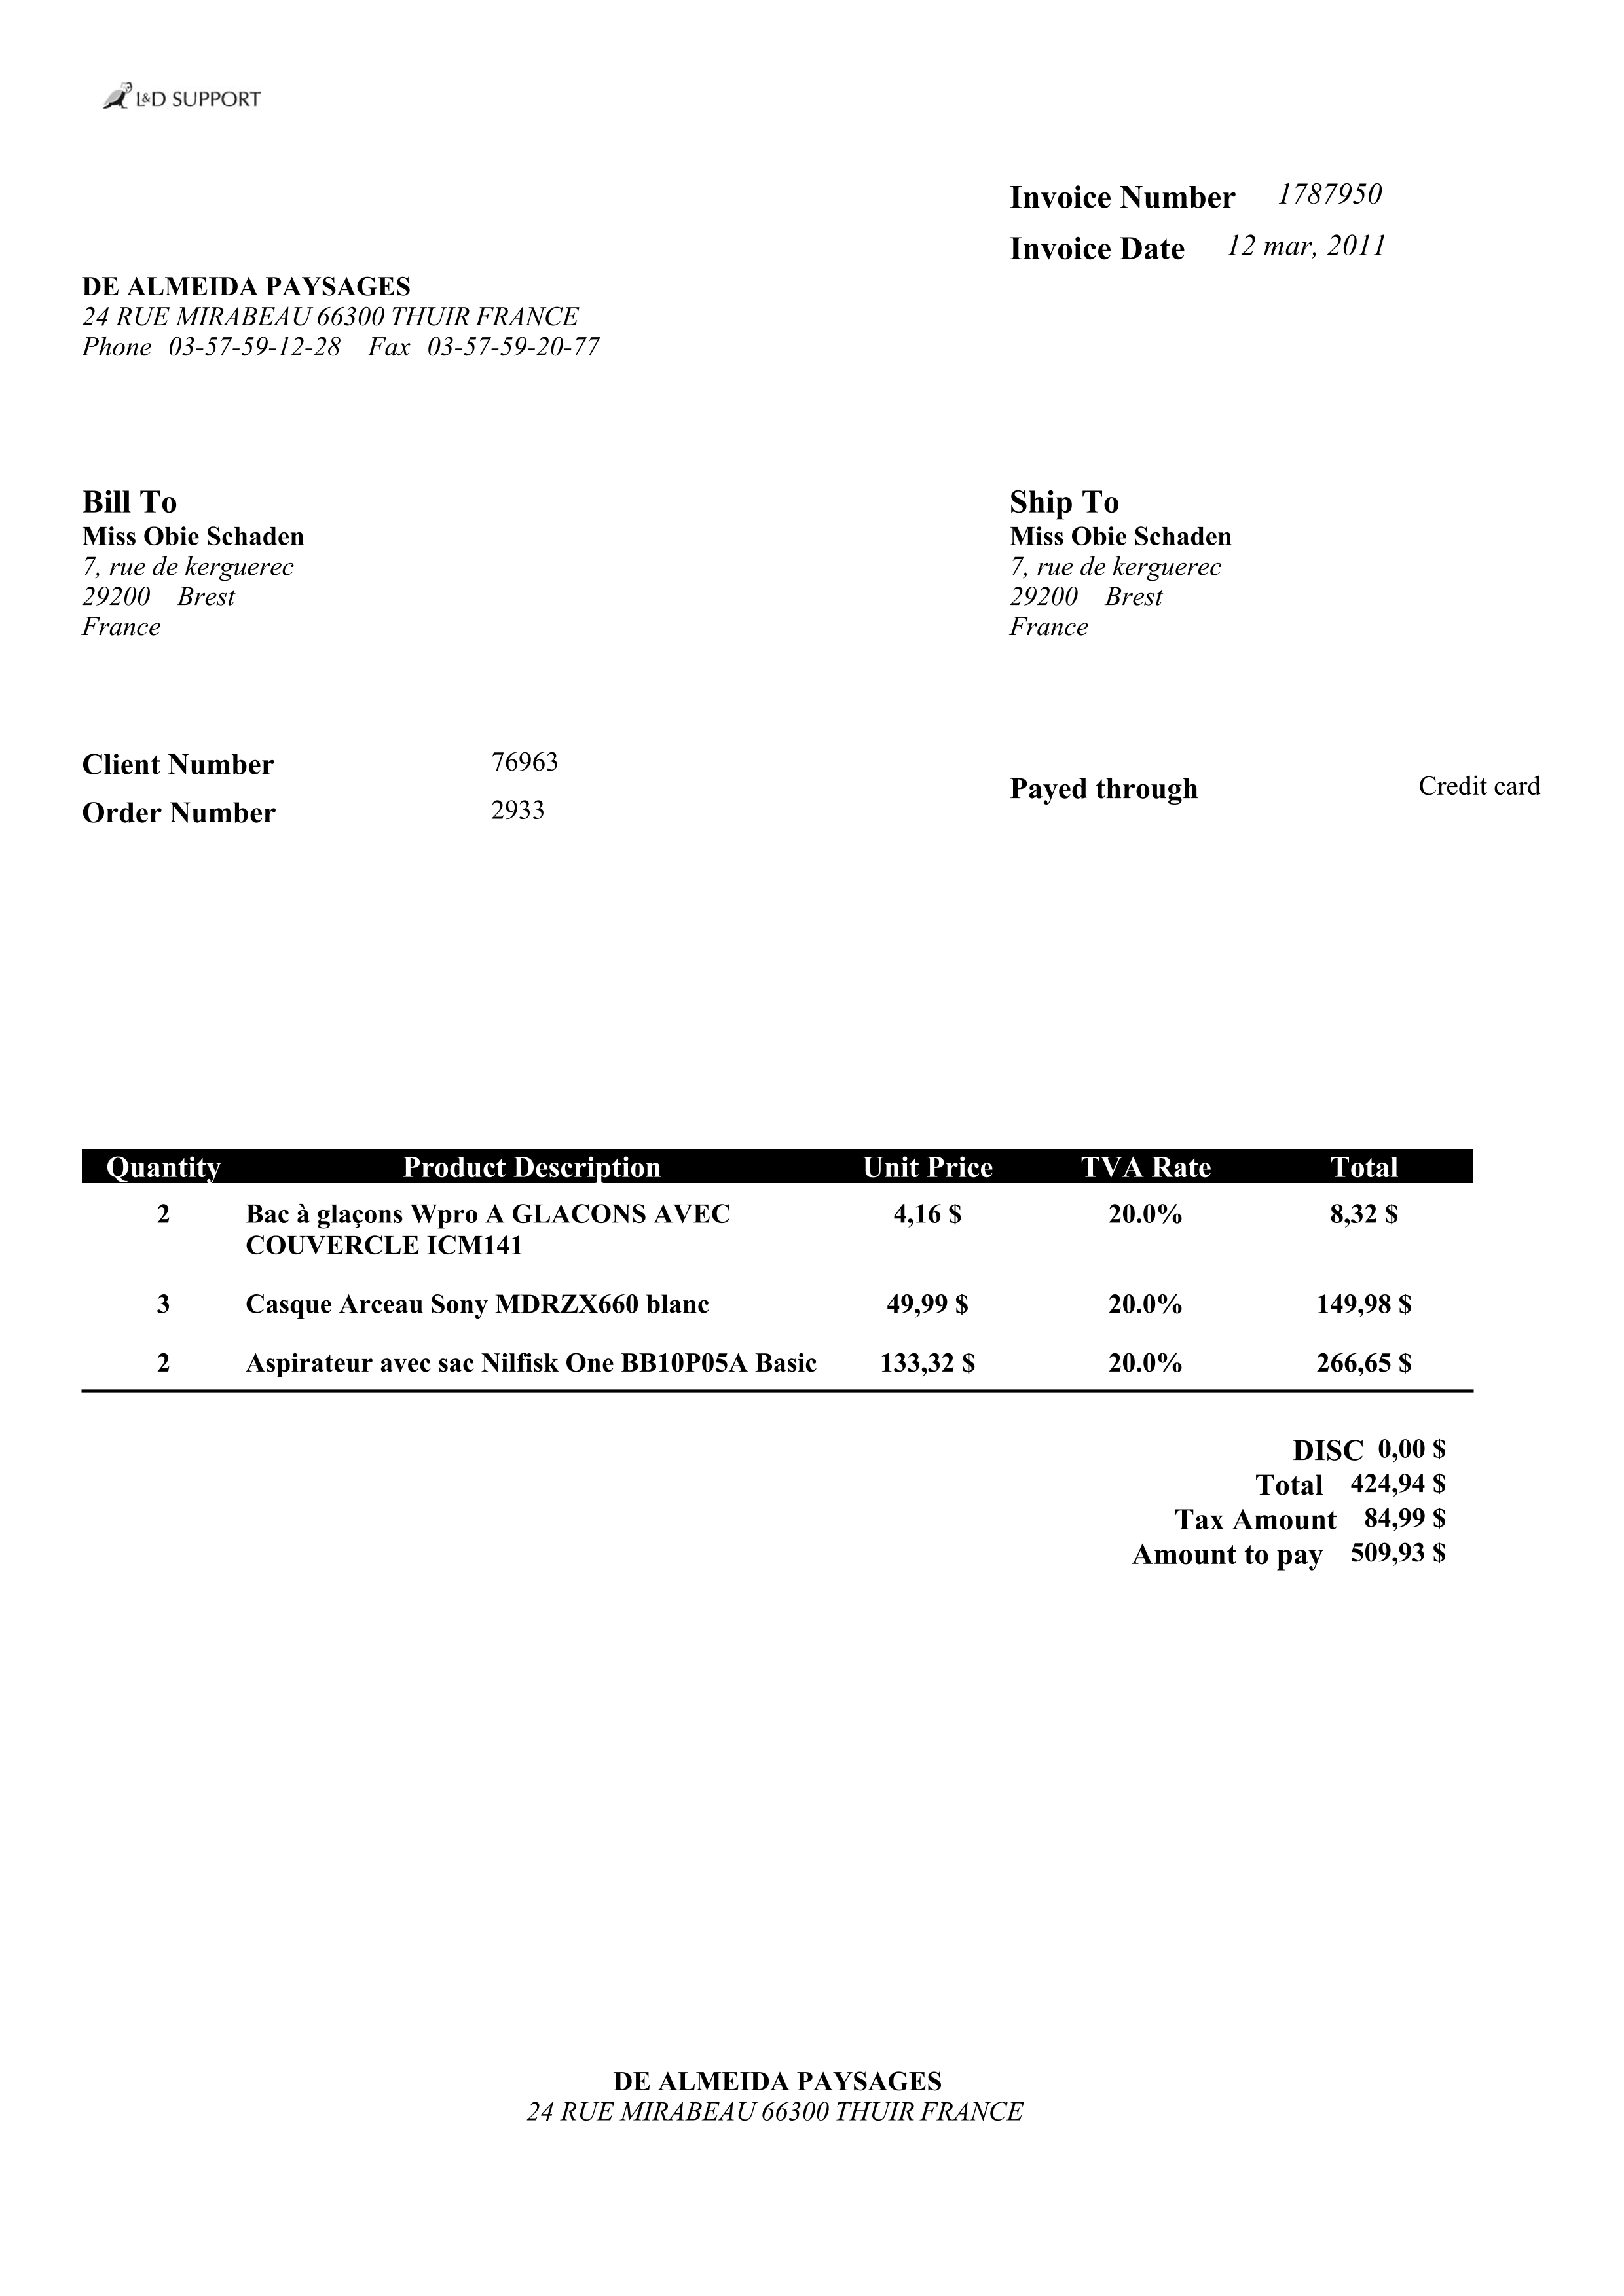 L&D SUPPORT
Invoice Number 1787950
Invoice Date 12 mar, 2011
DE ALMEIDA PAYSAGES
24 RUE MIRABEAU 66300 THUIR FRANCE
Phone 03-57-59-12-28 Fax 03-57-59-20-77
Bill To
Miss Obie Schaden
7, rue de kerguerec
29200 Brest
France
Ship To
Miss Obie Schaden
7, rue de kerguerec
29200 Brest
France
Client Number 76963
Order Number 2933
Payed through Credit card
Quantity Product Description Unit Price TVA Rate Total
2 Bac à glaçons Wpro A GLACONS AVEC 4,16 $ 20.0% 8,32 $
COUVERCLE ICM141
3 Casque Arceau Sony MDRZX660 blanc 49,99 $ 20.0% 149,98 $
2 Aspirateur avec sac Nilfisk One BB10P05A Basic 133,32 $ 20.0% 266,65 $
DISC 0,00 $
Total 424,94 $
Tax Amount 84,99 $
Amount to pay 509,93 $
DE ALMEIDA PAYSAGES
24 RUE MIRABEAU 66300 THUIR FRANCE